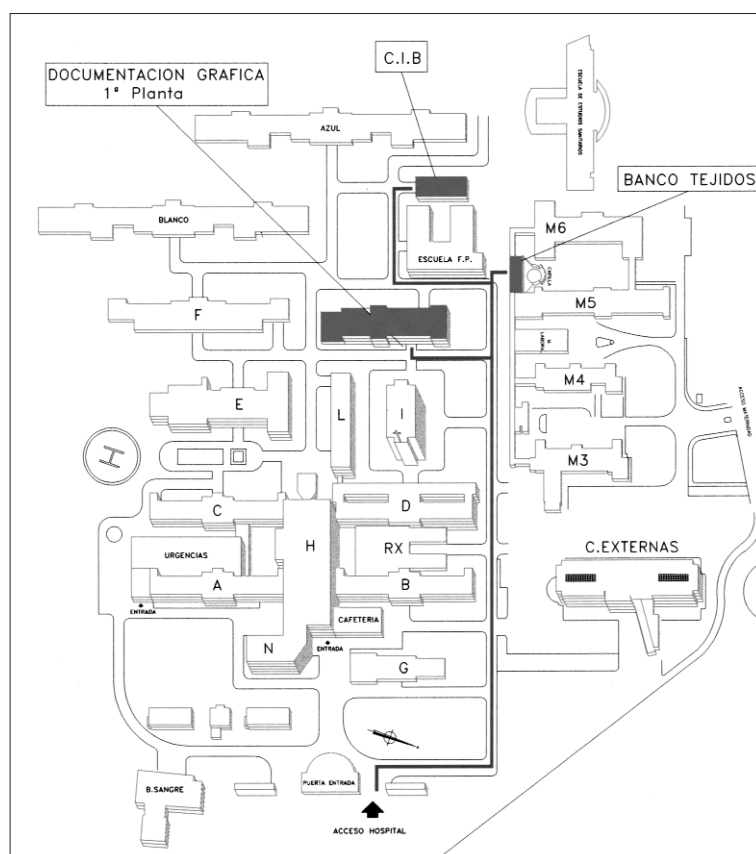 C.I.B
DOCUMENTACION GRAFICA
1ª Planta
AZUL
ESCUELA DE ESTUDIOS SANITARIOS
BANCO TEJIDOS
BLANCO
M6
ESCUELA F.P.
CAPILLA
M5
F
M.
LABORAL
E
L
I
M4
ACCESO MATERNIDAD
H
M3
C
D
URGENCIAS
H
RX
C.EXTERNAS
A
B
ENTRADA
CAFETERIA
N
ENTRADA
G
B.SANGRE
PUERTA ENTRADA
ACCESO HOSPITAL